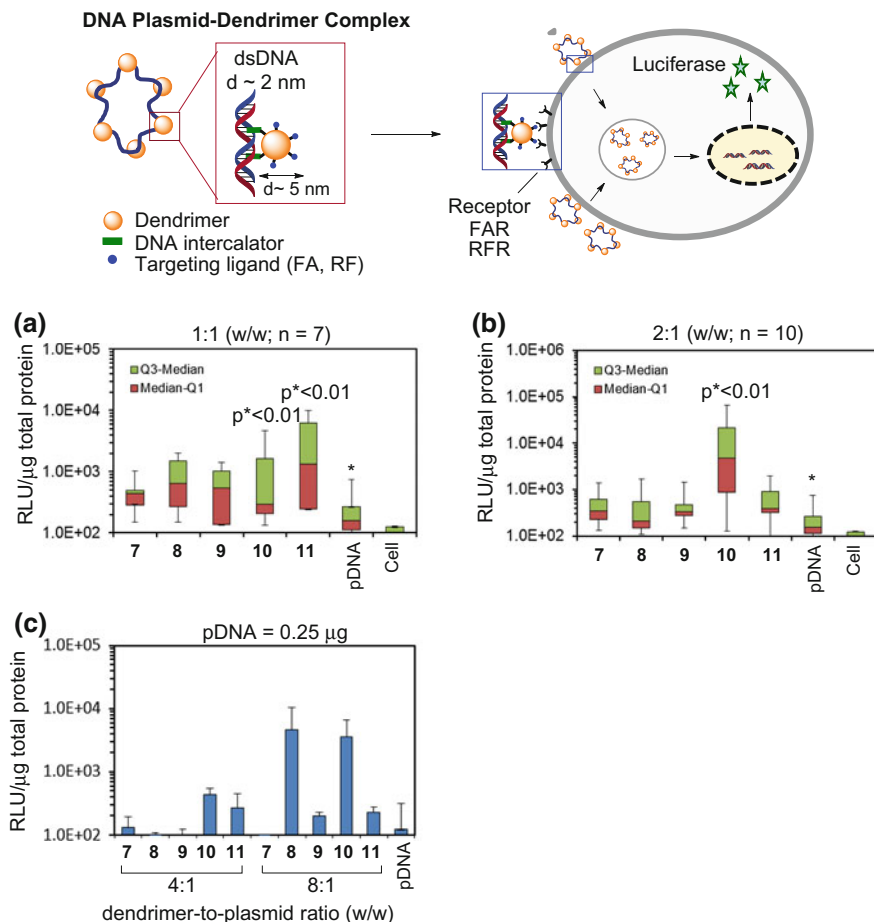 DNA Plasmid-Dendrimer Complex
dsDNA
d ~ 2 nm
d~ 5 nm
Dendrimer
DNA intercalator
Targeting ligand (FA, RF)
Luciferase
Receptor
FAR
RFR
(a)
1:1 (w/w; n = 7)
RLU/μg total protein
1.0E+05
1.0E+04
1.0E+03
1.0E+02
Q3-Median
Median-Q1
p*<0.01
p*<0.01
*
7 8 9 10 11 pDNA Cell
(b)
2:1 (w/w; n = 10)
RLU/μg total protein
1.0E+06
1.0E+05
1.0E+04
1.0E+03
1.0E+02
Q3-Median
Median-Q1
p*<0.01
*
7 8 9 10 11 pDNA Cell
(c)
pDNA = 0.25 μg
RLU/μg total protein
1.0E+05
1.0E+04
1.0E+03
1.0E+02
7 8 9 10 11 7 8 9 10 11 pDNA
4:1 8:1
dendrimer-to-plasmid ratio (w/w)